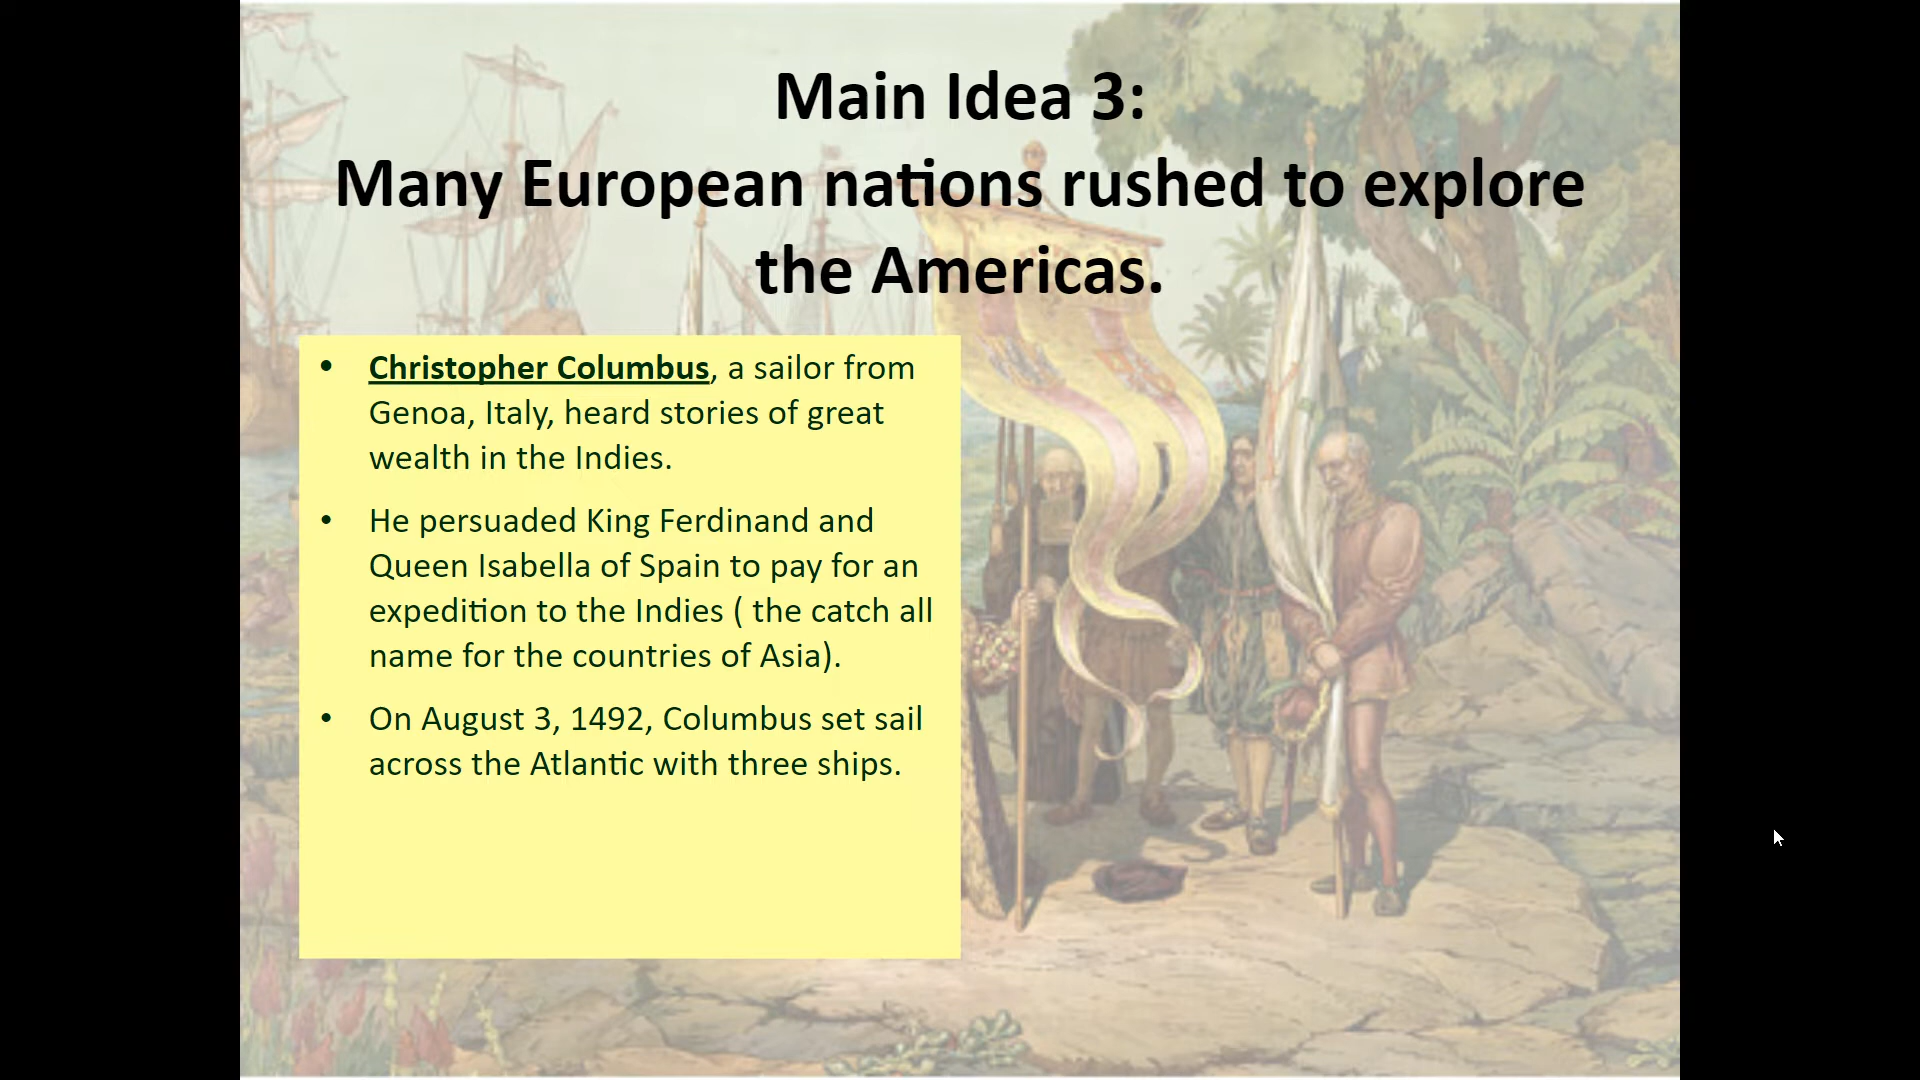 Main Idea 3:
Many European nations rushed to explore
the Americas.
• Christopher Columbus, a sailor from
Genoa, Italy, heard stories of great
wealth in the Indies.
• He persuaded King Ferdinand and
Queen Isabella of Spain to pay for an
expedition to the Indies ( the catch all
name for the countries of Asia).
• On August 3, 1492, Columbus set sail
across the Atlantic with three ships.